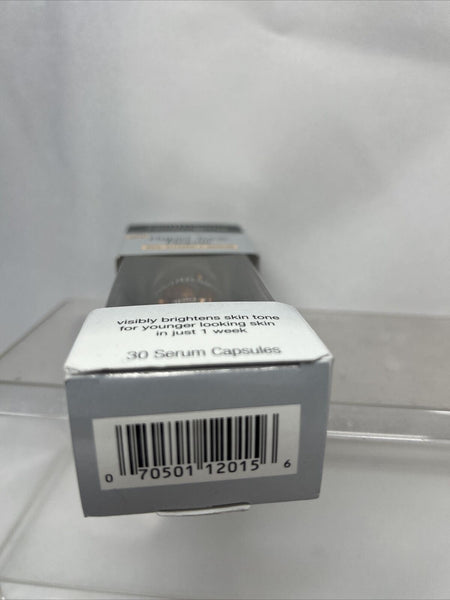 visibly brightens skin tone
for younger looking skin
in just 1 week
30 Serum Capsules
0 70501 12015 6